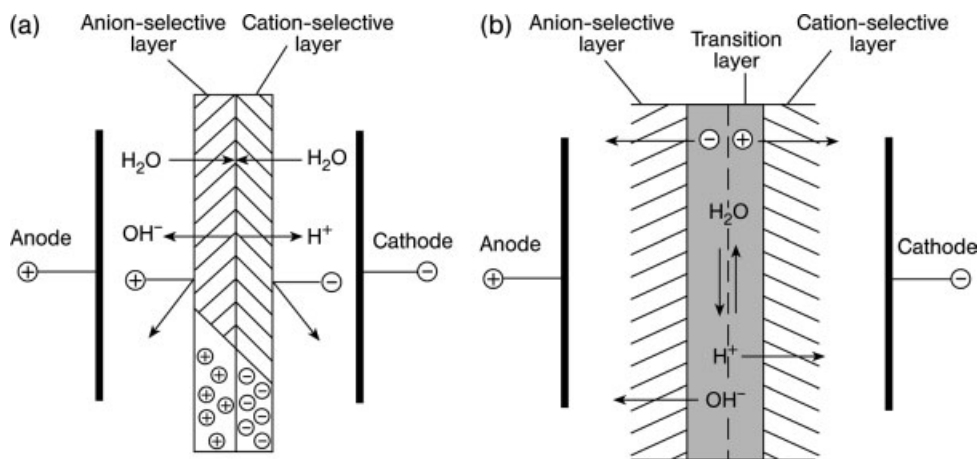 (a)
Anion-selective
layer
Cation-selective
layer
H₂O
H₂O
OH⁻
H⁺
Anode
+
+
−
Cathode
−
+
+
+
+
+
+
+
+
−
−
−
−
−
−
−
−
−
(b)
Anion-selective
layer
Transition
layer
Cation-selective
layer
−
+
H₂O
Anode
+
Cathode
−
H⁺
OH⁻